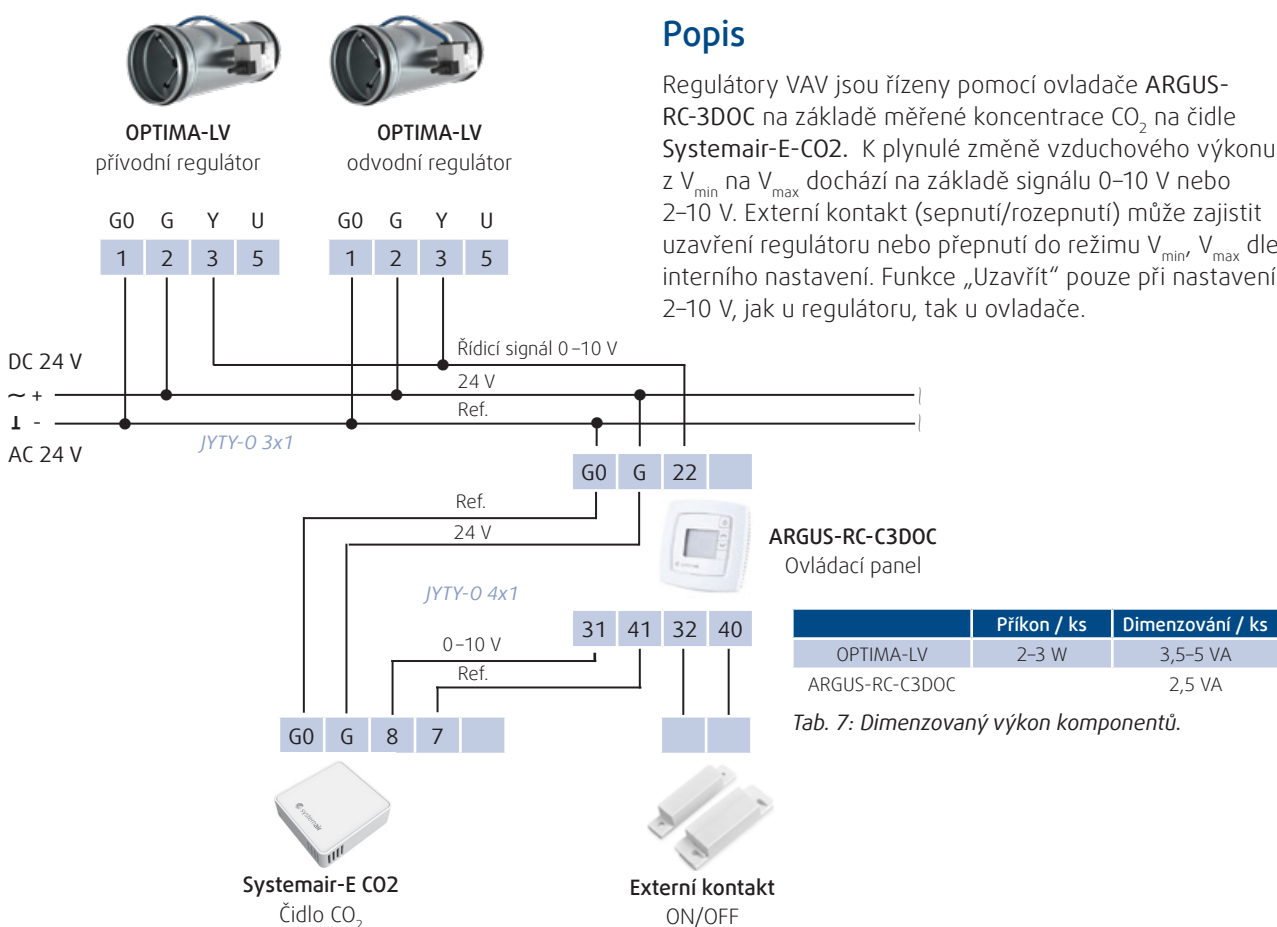 OPTIMA-LV
přívodní regulátor
OPTIMA-LV
odvodní regulátor
G0 G Y U
1 2 3 5
G0 G Y U
1 2 3 5
Popis
Regulátory VAV jsou řízeny pomocí ovladače ARGUS-
RC-3DOC na základě měřené koncentrace CO₂ na čidle
Systemair-E-CO2. K plynulé změně vzduchového výkonu
z Vmin na Vmax dochází na základě signálu 0–10 V nebo
2–10 V. Externí kontakt (sepnutí/rozepnutí) může zajistit
uzavření regulátoru nebo přepnutí do režimu Vmin, Vmax dle
interního nastavení. Funkce „Uzavřít“ pouze při nastavení
2–10 V, jak u regulátoru, tak u ovladače.
Řídicí signál 0–10 V
DC 24 V
24 V
~ +
Ref.
⊥ -
JYTY-O 3x1
AC 24 V
G0 G 22
Ref.
24 V
ARGUS-RC-C3DOC
Ovládací panel
JYTY-O 4x1
31 41 32 40
0–10 V
Ref.
G0 G 8 7
Příkon / ks Dimenzování / ks
OPTIMA-LV 2–3 W 3,5–5 VA
ARGUS-RC-C3DOC 2,5 VA
Tab. 7: Dimenzovaný výkon komponentů.
systemair
Systemair-E CO2
Čidlo CO₂
Externí kontakt
ON/OFF